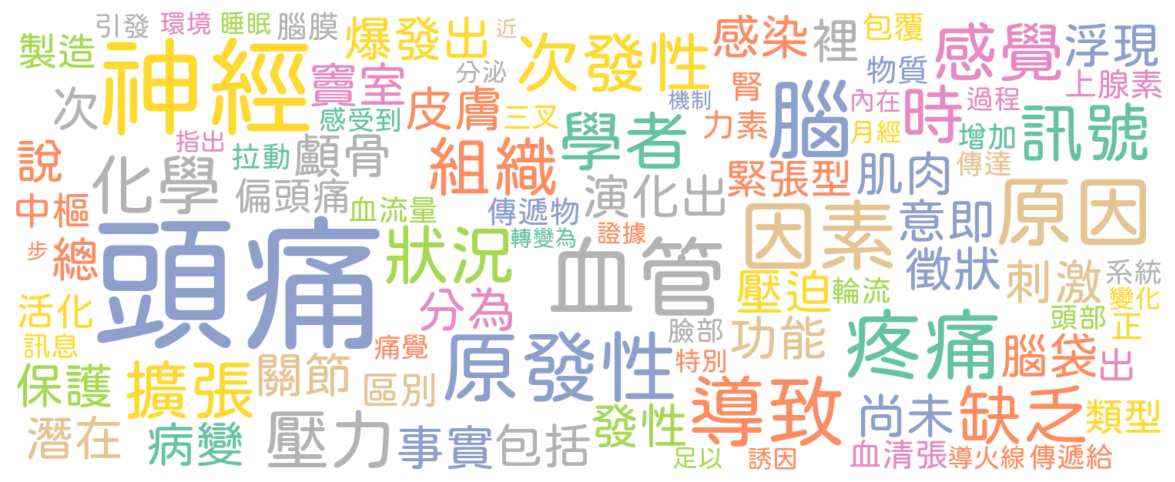 引發 環境 睡眠 腦膜 爆發出 近 感染 裡 包覆 感覺 浮現
製造 神經 竇室 分泌 次發性 物質 上腺素
次 感受到 皮膚 三叉 機制 腎 腦 內在 時 過程 訊號
指出 拉動 顱骨 學者 力素 月經 增加
說 化學 偏頭痛 組織 演化出 緊張型 肌肉 傳達 原因
中樞 血流量 傳遞物 因素 意即
步 總 頭痛 狀況 轉變為 血管 證據 徵狀 刺激 系統
活化 分為 壓迫 輪流 變化
訊息 痛覺 原發性 臉部 功能 疼痛 頭部 正
保護 擴張 關節 區別 特別 導致 腦袋 出
潛在 病變 壓力 事實 包括 發性 尚未 缺乏 類型
足以 誘因 血清張 導火線 傳遞給